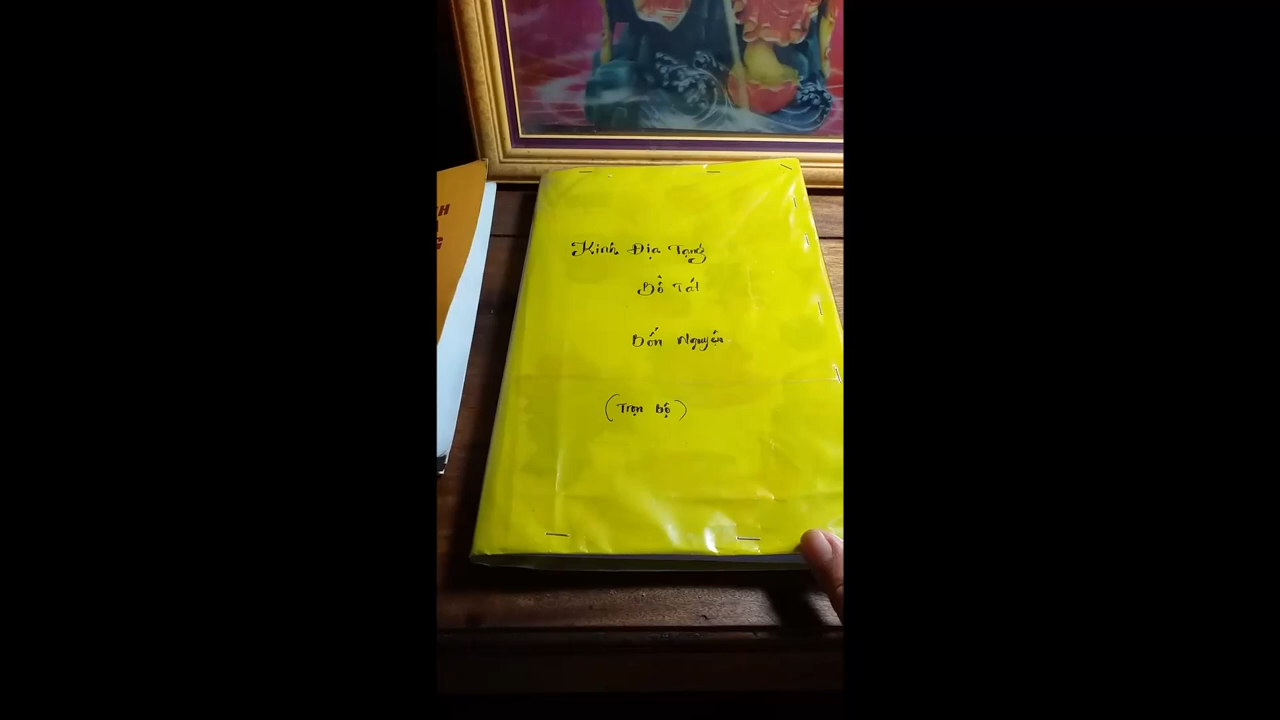 Kinh Địa Tạng
Bồ Tát
Bổn Nguyện
(Trọn bộ)